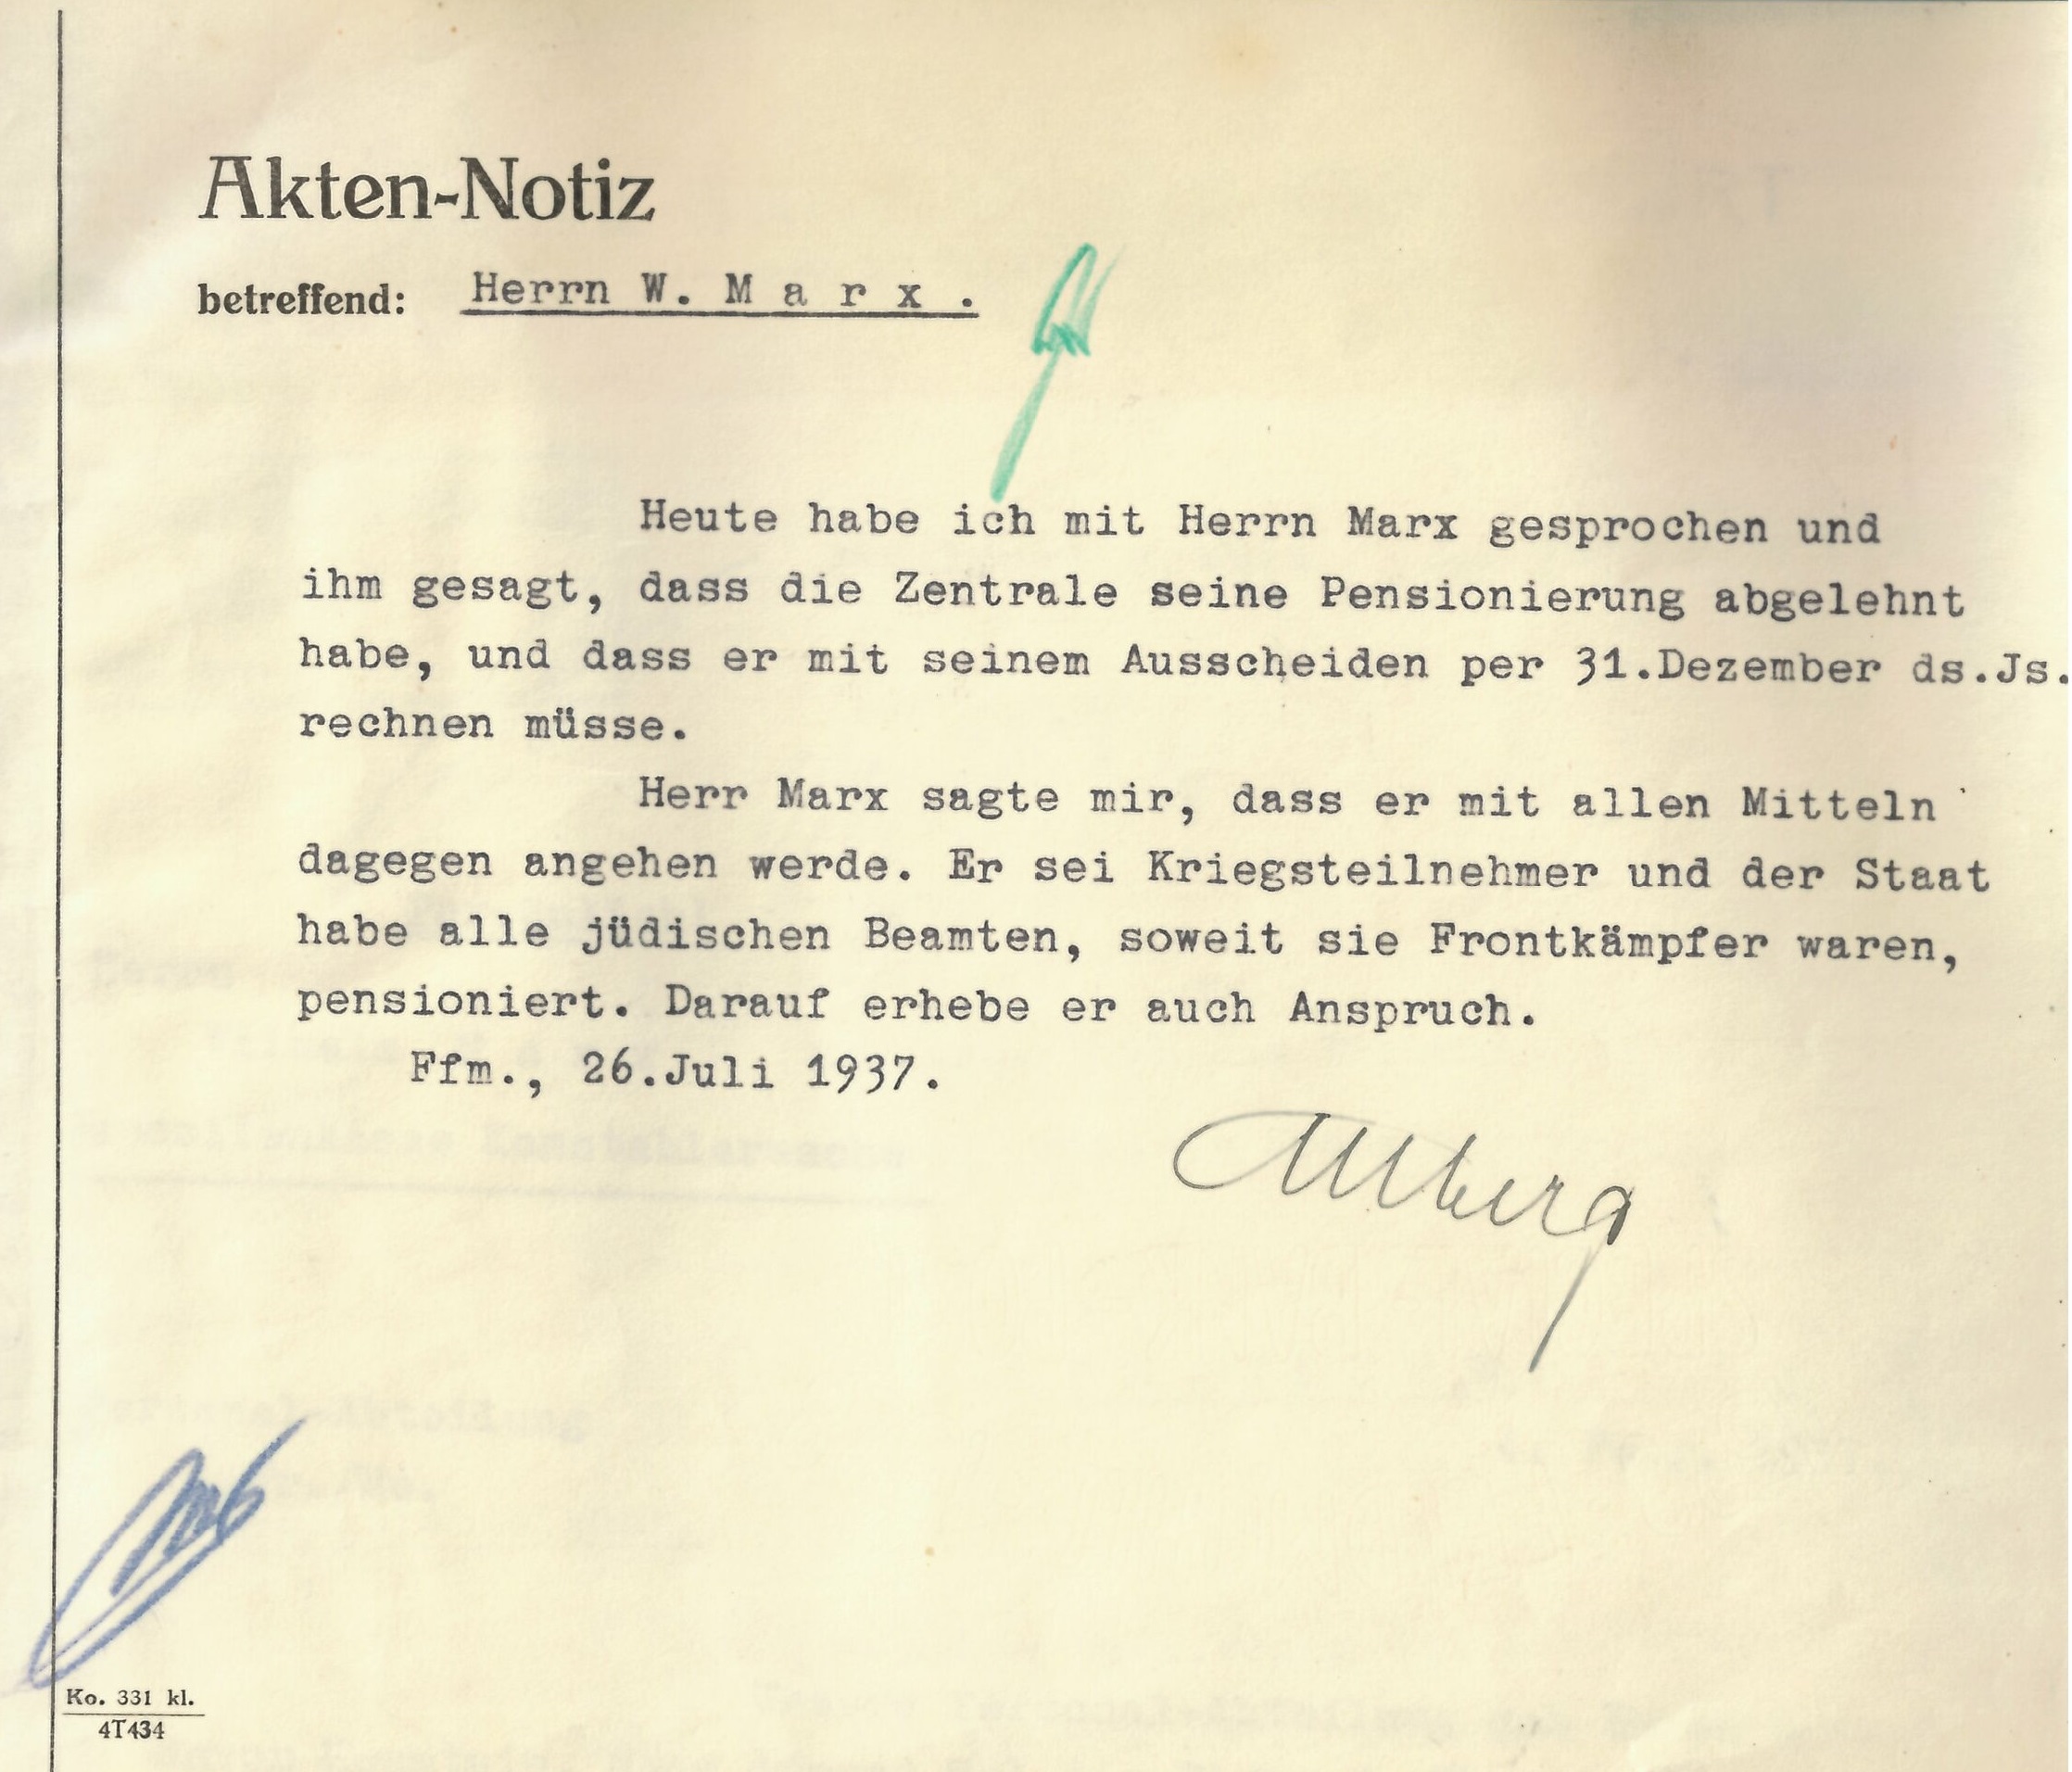 Akten-Notiz
betreffend: Herrn W. M a r x .
Heute habe ich mit Herrn Marx gesprochen und
ihm gesagt, dass die Zentrale seine Pensionierung abgelehnt
habe, und dass er mit seinem Ausscheiden per 31.Dezember ds.Js.
rechnen müsse.
Herr Marx sagte mir, dass er mit allen Mitteln
dagegen angehen werde. Er sei Kriegsteilnehmer und der Staat
habe alle jüdischen Beamten, soweit sie Frontkämpfer waren,
pensioniert. Darauf erhebe er auch Anspruch.
Ffm., 26.Juli 1937.
Ko. 331 kl.
4T434